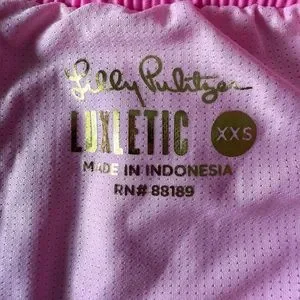 Lilly Pulitzer
LUXLETIC XXS
MADE IN INDONESIA
RN# 88189